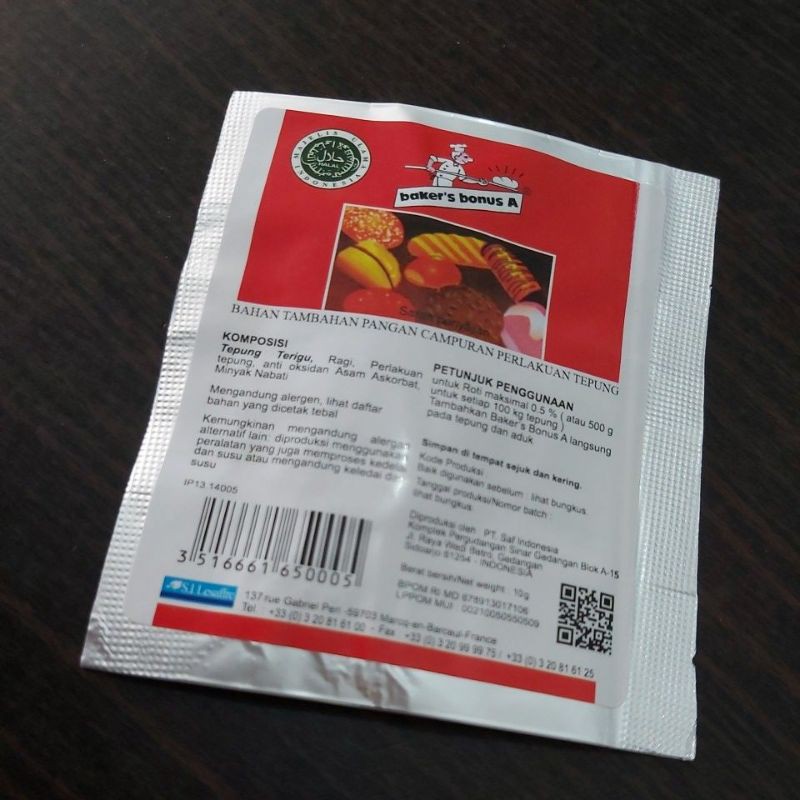 MAJELIS ULAMA
حلال
HALAL
INDONESIA
baker's bonus A
BAHAN TAMBAHAN PANGAN CAMPURAN PERLAKUAN TEPUNG
KOMPOSISI
Tepung Terigu, Ragi, Perlakuan
tepung, anti oksidan Asam Askorbat,
Minyak Nabati
Mengandung alergen, lihat daftar
bahan yang dicetak tebal
Kemungkinan mengandung alergen
alternatif lain: diproduksi menggunakan
peralatan yang juga memproses kedelai
dan susu atau mengandung keledai dan
susu
IP13.14005
3 516661 650005
PETUNJUK PENGGUNAAN
untuk Roti maksimal 0.5 % ( atau 500 g
untuk setiap 100 kg tepung )
Tambahkan Baker's Bonus A langsung
pada tepung dan aduk
Simpan di tempat sejuk dan kering.
Kode Produksi
Baik digunakan sebelum : lihat bungkus
Tanggal produksi/Nomor batch :
lihat bungkus
Diproduksi oleh : PT. Saf Indonesia
Komplek Pergudangan Sinar Gedangan Blok A-15
Jl. Raya Wedi Betro, Gedangan
Sidoarjo 61254 - INDONESIA
Berat bersih/Net weight : 10g
BPOM RI MD 678913017106
LPPOM MUI : 00210050550509
S.I Lesaffre
137 rue Gabriel Peri -59703 Marcq-en-Barceul-France
Tel. : +33 (0) 3 20 81 61 00 - Fax : +33 (0) 3 20 99 99 75 / +33 (0) 3 20 81 61 25